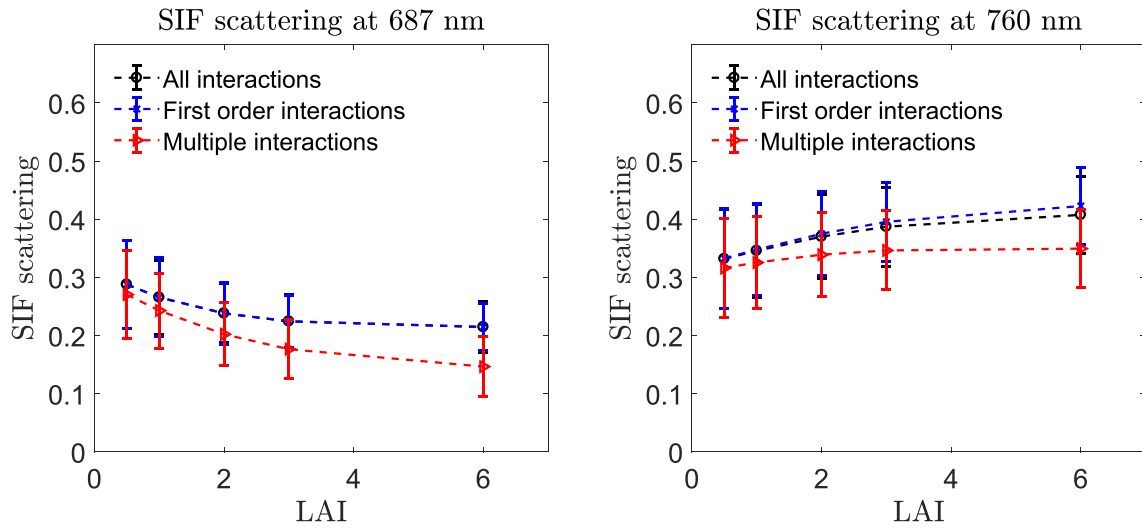 SIF scattering at 687 nm
All interactions
First order interactions
Multiple interactions
SIF scattering
0.6
0.5
0.4
0.3
0.2
0.1
0
0 2 4 6
LAI
SIF scattering at 760 nm
All interactions
First order interactions
Multiple interactions
SIF scattering
0.6
0.5
0.4
0.3
0.2
0.1
0
0 2 4 6
LAI